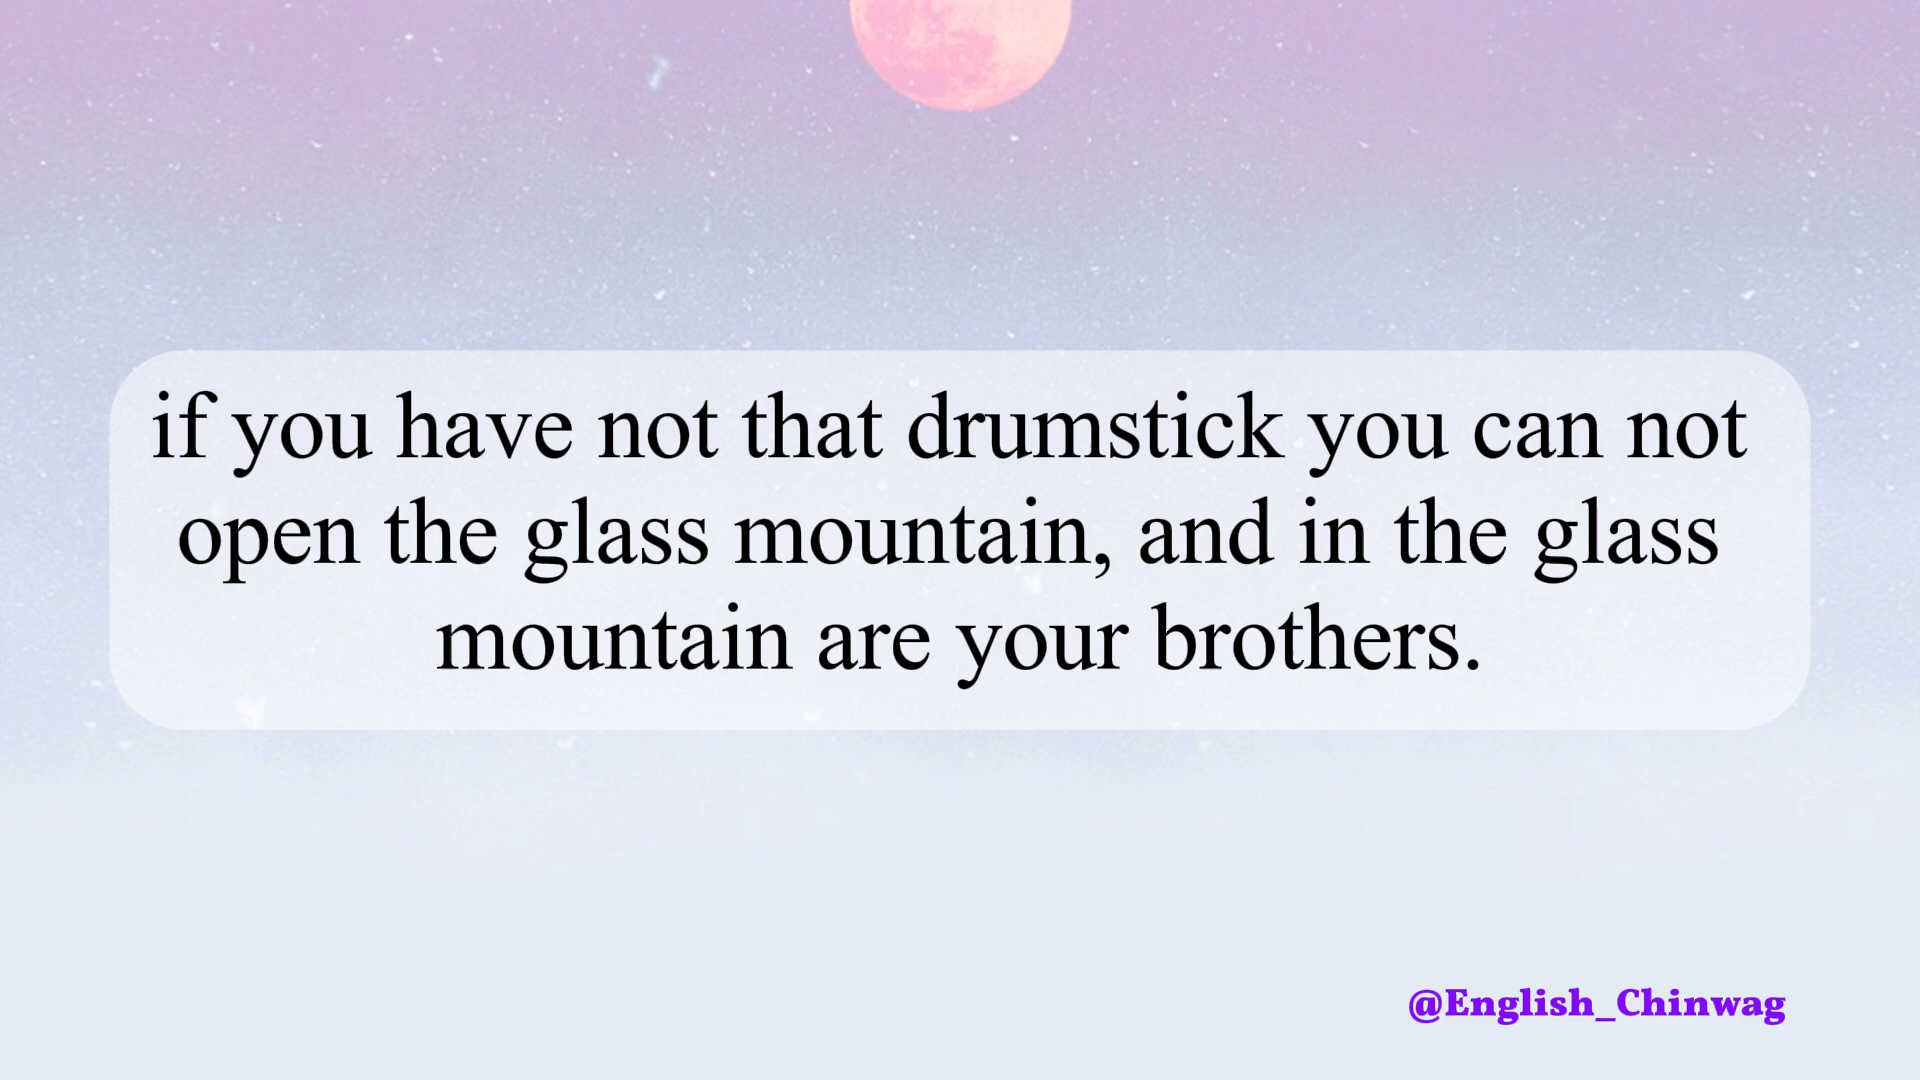 if you have not that drumstick you can not
open the glass mountain, and in the glass
mountain are your brothers.
@English_Chinwag